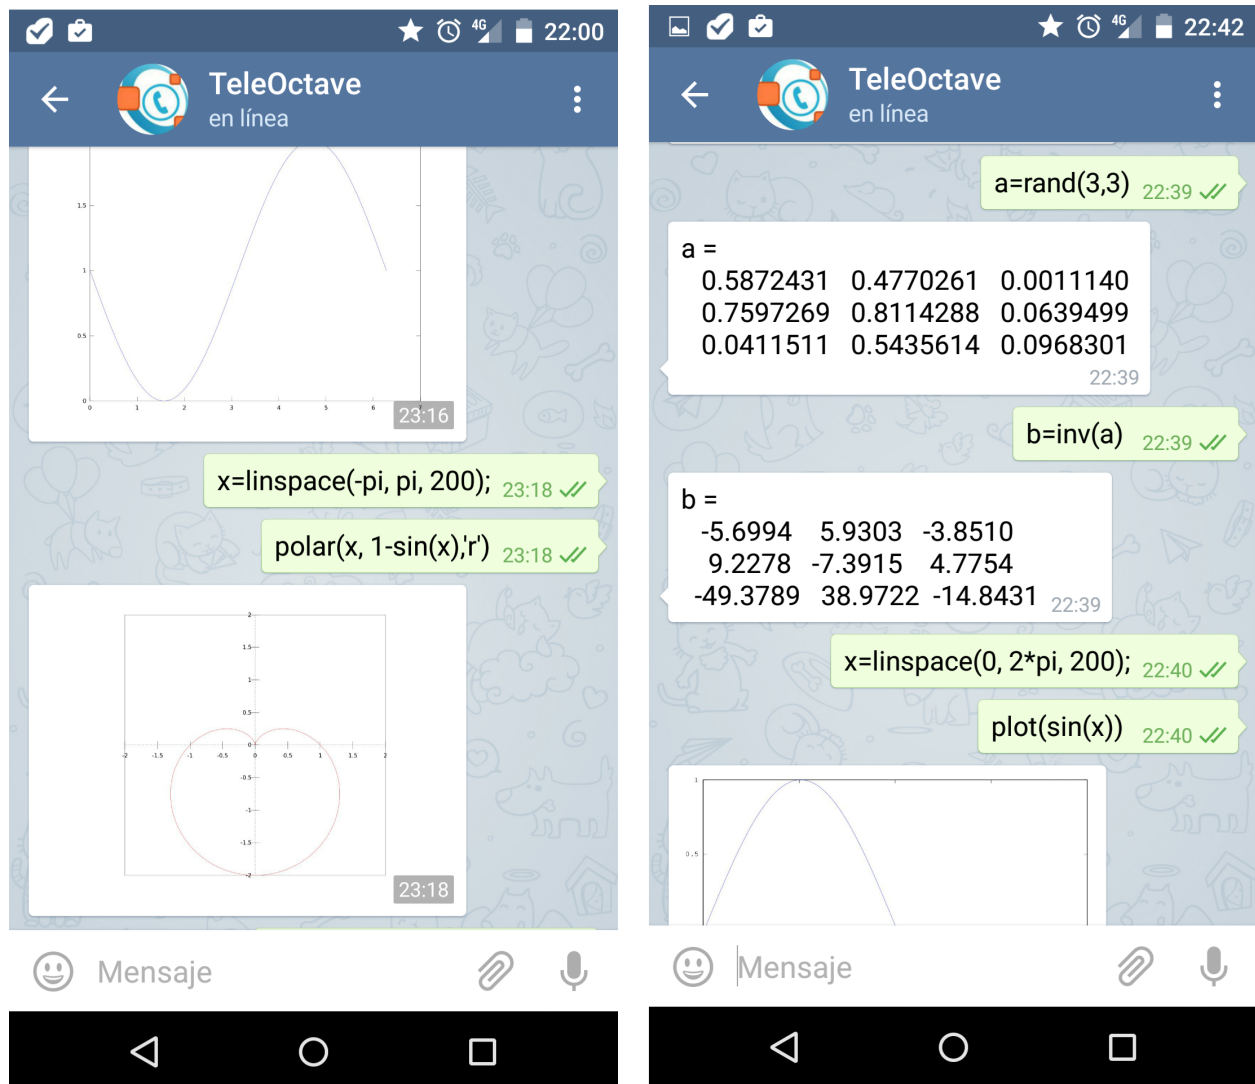 4G 22:00
TeleOctave
en línea
1.5
1
0.5
0
0 1 2 3 4 5 6 7
23:16
x=linspace(-pi, pi, 200); 23:18
polar(x, 1-sin(x),'r') 23:18
2
1.5
1
0.5
0
-2 -1.5 -1 -0.5 0 0.5 1 1.5 2
-0.5
-1
-1.5
-2
23:18
Mensaje
4G 22:42
TeleOctave
en línea
a=rand(3,3) 22:39
a =
0.5872431 0.4770261 0.0011140
0.7597269 0.8114288 0.0639499
0.0411511 0.5435614 0.0968301
22:39
b=inv(a) 22:39
b =
-5.6994 5.9303 -3.8510
9.2278 -7.3915 4.7754
-49.3789 38.9722 -14.8431 22:39
x=linspace(0, 2*pi, 200); 22:40
plot(sin(x)) 22:40
1
0.5
Mensaje